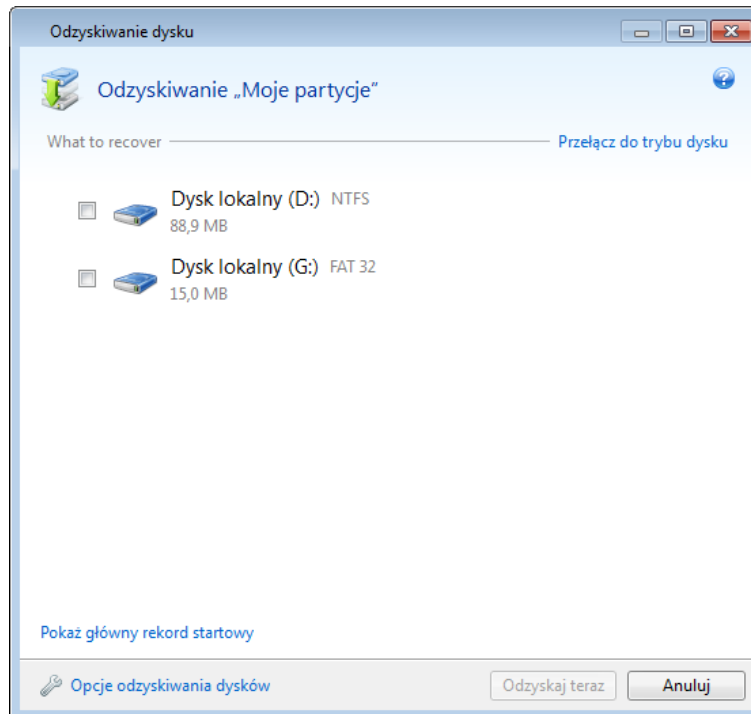 Odzyskiwanie dysku
Odzyskiwanie „Moje partycje”
What to recover Przełącz do trybu dysku
Dysk lokalny (D:) NTFS
88,9 MB
Dysk lokalny (G:) FAT 32
15,0 MB
Pokaż główny rekord startowy
Opcje odzyskiwania dysków Odzyskaj teraz Anuluj